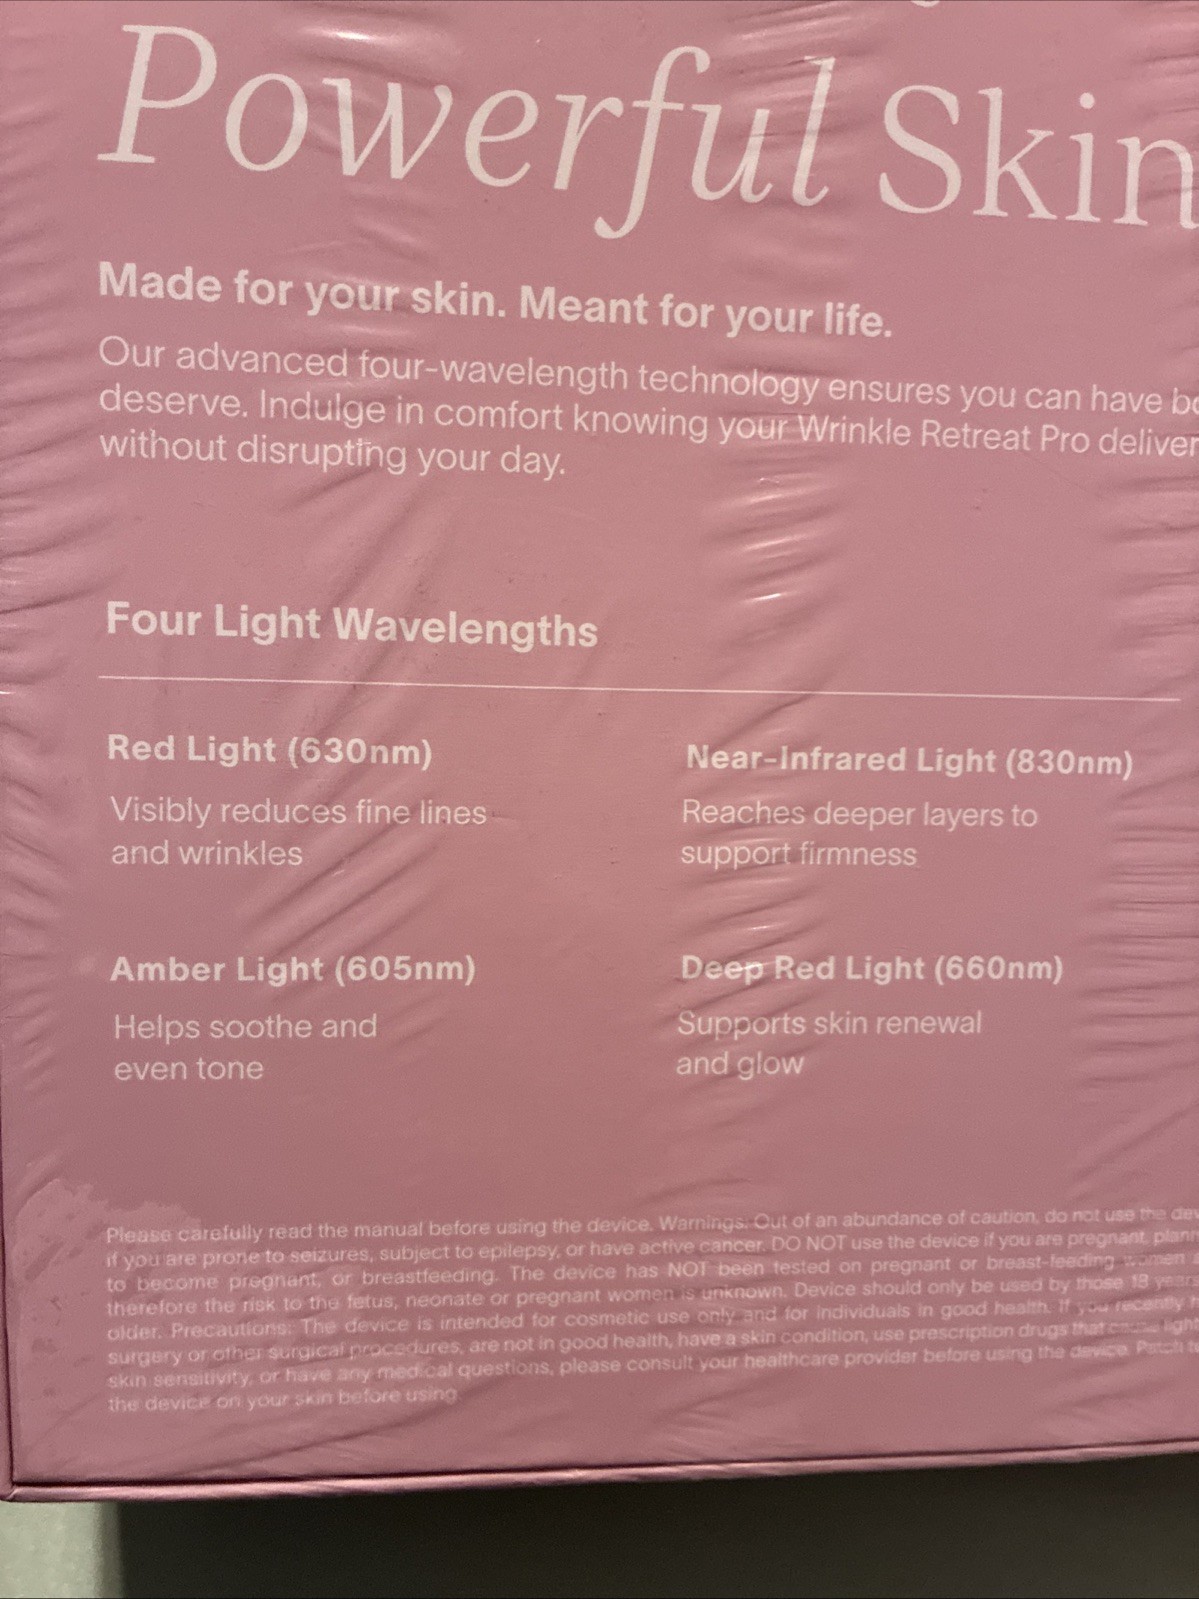 Powerful Skin
Made for your skin. Meant for your life.
Our advanced four-wavelength technology ensures you can have
deserve. Indulge in comfort knowing your Wrinkle Retreat Pro deliver
without disrupting your day.
Four Light Wavelengths
Red Light (630nm)
Visibly reduces fine lines
and wrinkles
Near-Infrared Light (830nm)
Reaches deeper layers to
support firmness
Amber Light (605nm)
Helps soothe and
even tone
Deep Red Light (660nm)
Supports skin renewal
and glow
Please carefully read the manual before using the device. Warnings: Out of an abundance of caution, do not use the dev
if you are prone to seizures, subject to epilepsy, or have active cancer. DO NOT use the device if you are pregnant, plann
to become pregnant, or breastfeeding. The device has NOT been tested on pregnant or breast-feeding women
therefore the risk to the fetus, neonate or pregnant women is unknown. Device should only be used by those 18 year
older. Precautions: The device is intended for cosmetic use only and for individuals in good health. If you recently
surgery or other surgical procedures, are not in good health, have a skin condition, use prescription drugs that cause light
skin sensitivity, or have any medical questions, please consult your healthcare provider before using the device. Patch te
the device on your skin before using.